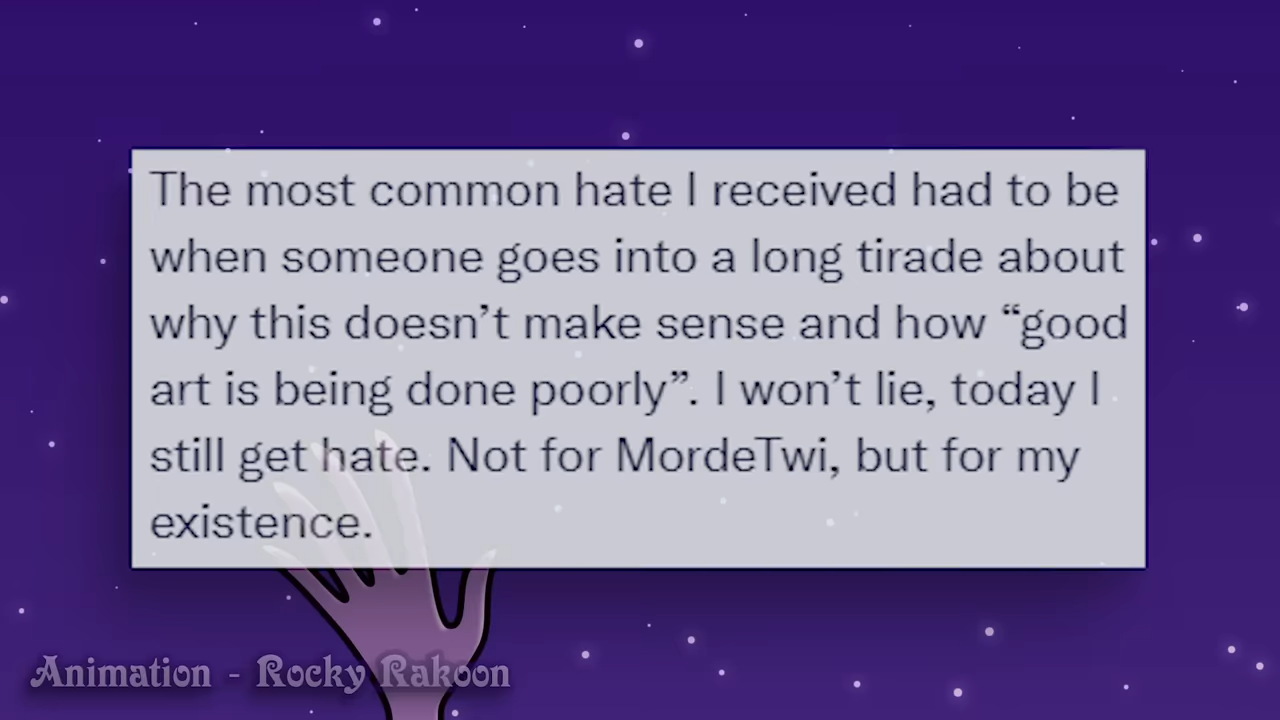 The most common hate I received had to be
when someone goes into a long tirade about
why this doesn’t make sense and how “good
art is being done poorly”. I won’t lie, today I
still get hate. Not for MordeTwi, but for my
existence.
Animation - Rocky Rakoon